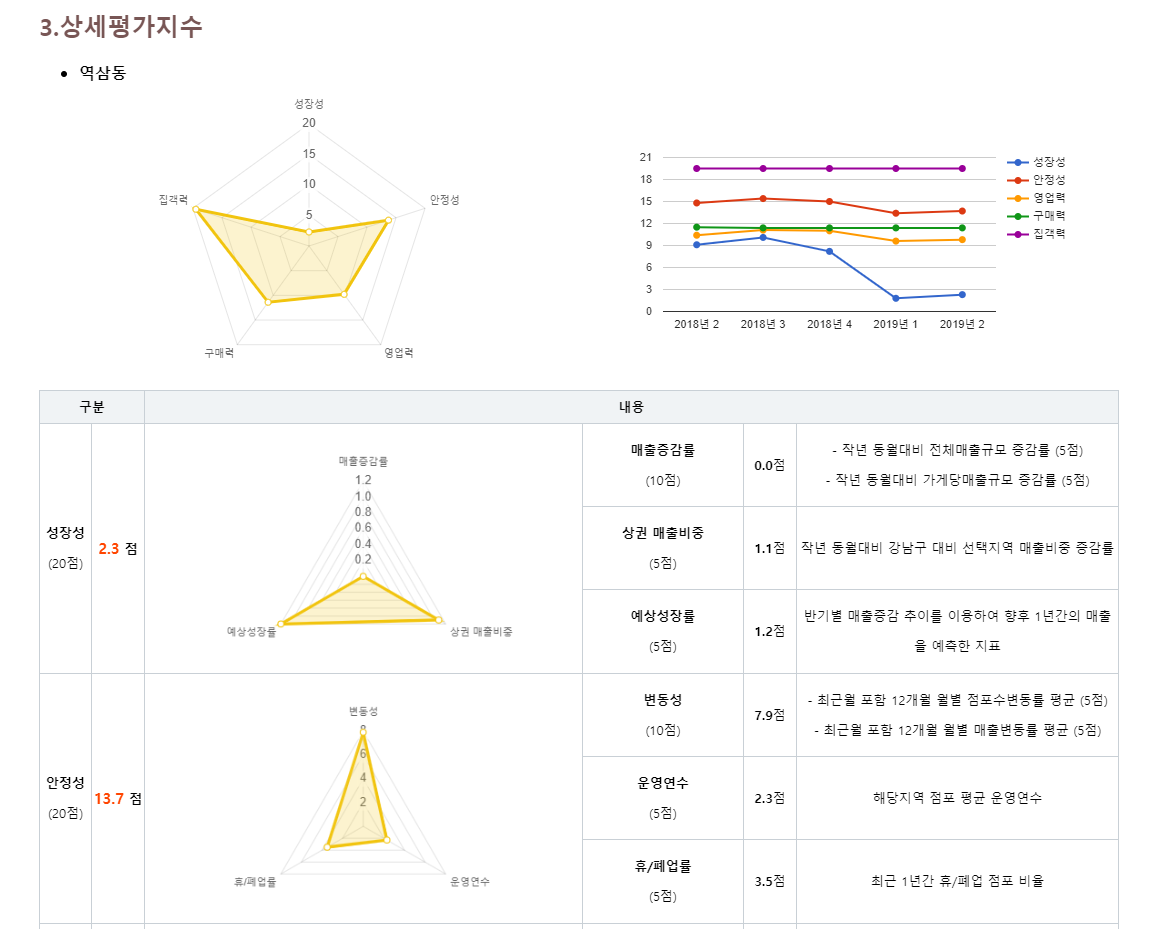 3.상세평가지수
역삼동
성장성
20
15
10
5
집객력
안정성
구매력
영업력
21
18
15
12
9
6
3
0
2018년 2 2018년 3 2018년 4 2019년 1 2019년 2
성장성
안정성
영업력
구매력
집객력
구분 내용
성장성
(20점)
2.3 점
매출증감률
1.2
1.0
0.8
0.6
0.4
0.2
예상성장률
상권 매출비중
매출증감률
(10점)
0.0점
- 작년 동월대비 전체매출규모 증감률 (5점)
- 작년 동월대비 가게당매출규모 증감률 (5점)
상권 매출비중
(5점)
1.1점
작년 동월대비 강남구 대비 선택지역 매출비중 증감률
예상성장률
(5점)
1.2점
반기별 매출증감 추이를 이용하여 향후 1년간의 매출
을 예측한 지표
안정성
(20점)
13.7 점
변동성
8
6
4
2
휴/폐업률
운영연수
변동성
(10점)
7.9점
- 최근월 포함 12개월 월별 점포수변동률 평균 (5점)
- 최근월 포함 12개월 월별 매출변동률 평균 (5점)
운영연수
(5점)
2.3점
해당지역 점포 평균 운영연수
휴/폐업률
(5점)
3.5점
최근 1년간 휴/폐업 점포 비율